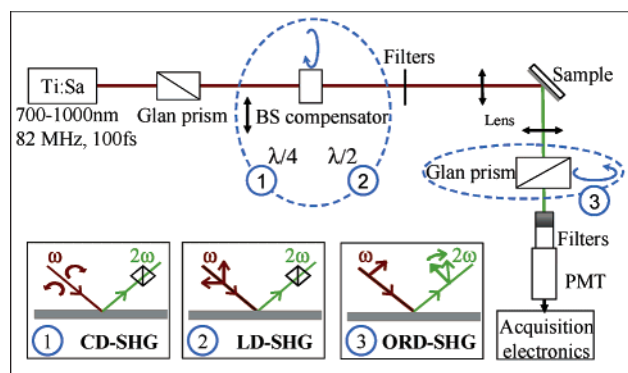 Ti:Sa
700-1000nm
82 MHz, 100fs
Glan prism
BS compensator
λ/4
λ/2
1
2
Filters
Lens
Sample
Glan prism
3
Filters
PMT
Acquisition
electronics
ω
2ω
1
CD-SHG
ω
2ω
2
LD-SHG
ω
2ω
3
ORD-SHG